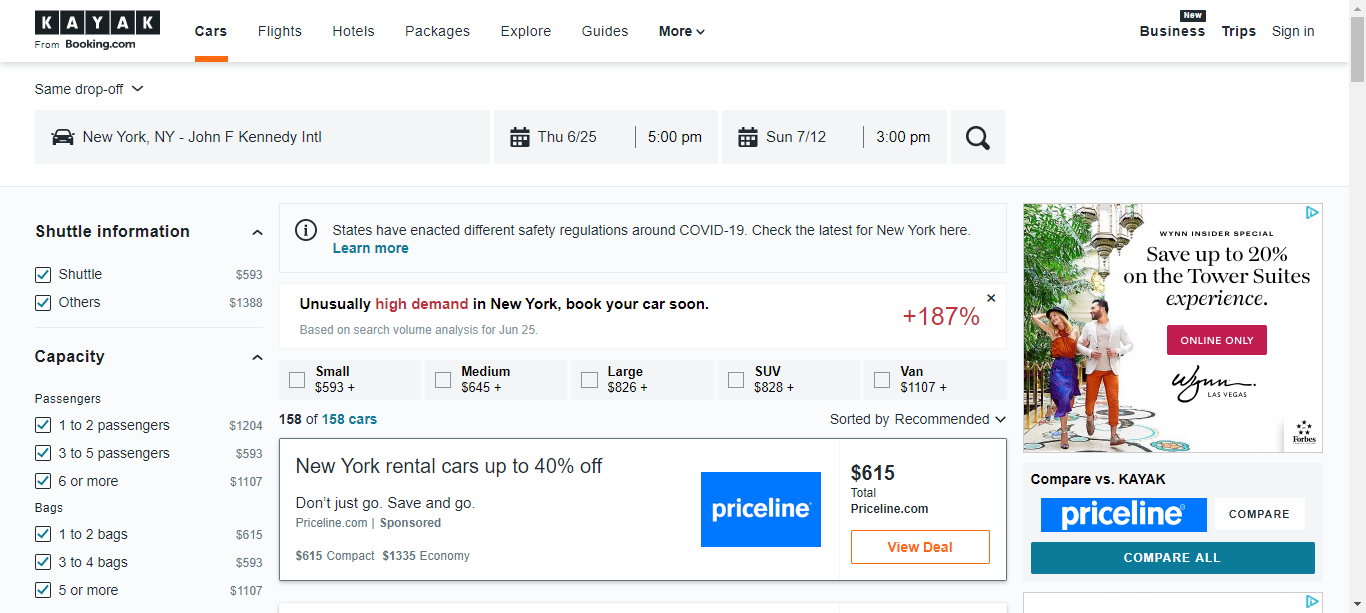 KAYAK
From Booking.com
Cars
Flights
Hotels
Packages
Explore
Guides
More
New
Business
Trips
Sign in
Same drop-off
New York, NY - John F Kennedy Intl
Thu 6/25
5:00 pm
Sun 7/12
3:00 pm
Shuttle information
Shuttle $593
Others $1388
Capacity
Passengers
1 to 2 passengers $1204
3 to 5 passengers $593
6 or more $1107
Bags
1 to 2 bags $615
3 to 4 bags $593
5 or more $1107
States have enacted different safety regulations around COVID-19. Check the latest for New York here.
Learn more
Unusually high demand in New York, book your car soon.
Based on search volume analysis for Jun 25.
+187%
Small
$593 +
Medium
$645 +
Large
$826 +
SUV
$828 +
Van
$1107 +
158 of 158 cars
Sorted by Recommended
New York rental cars up to 40% off
Don't just go. Save and go.
Priceline.com | Sponsored
$615 Compact $1335 Economy
priceline
$615
Total
Priceline.com
View Deal
WYNN INSIDER SPECIAL
Save up to 20%
on the Tower Suites
experience.
ONLINE ONLY
Wynn
LAS VEGAS
Forbes
Compare vs. KAYAK
priceline
COMPARE
COMPARE ALL